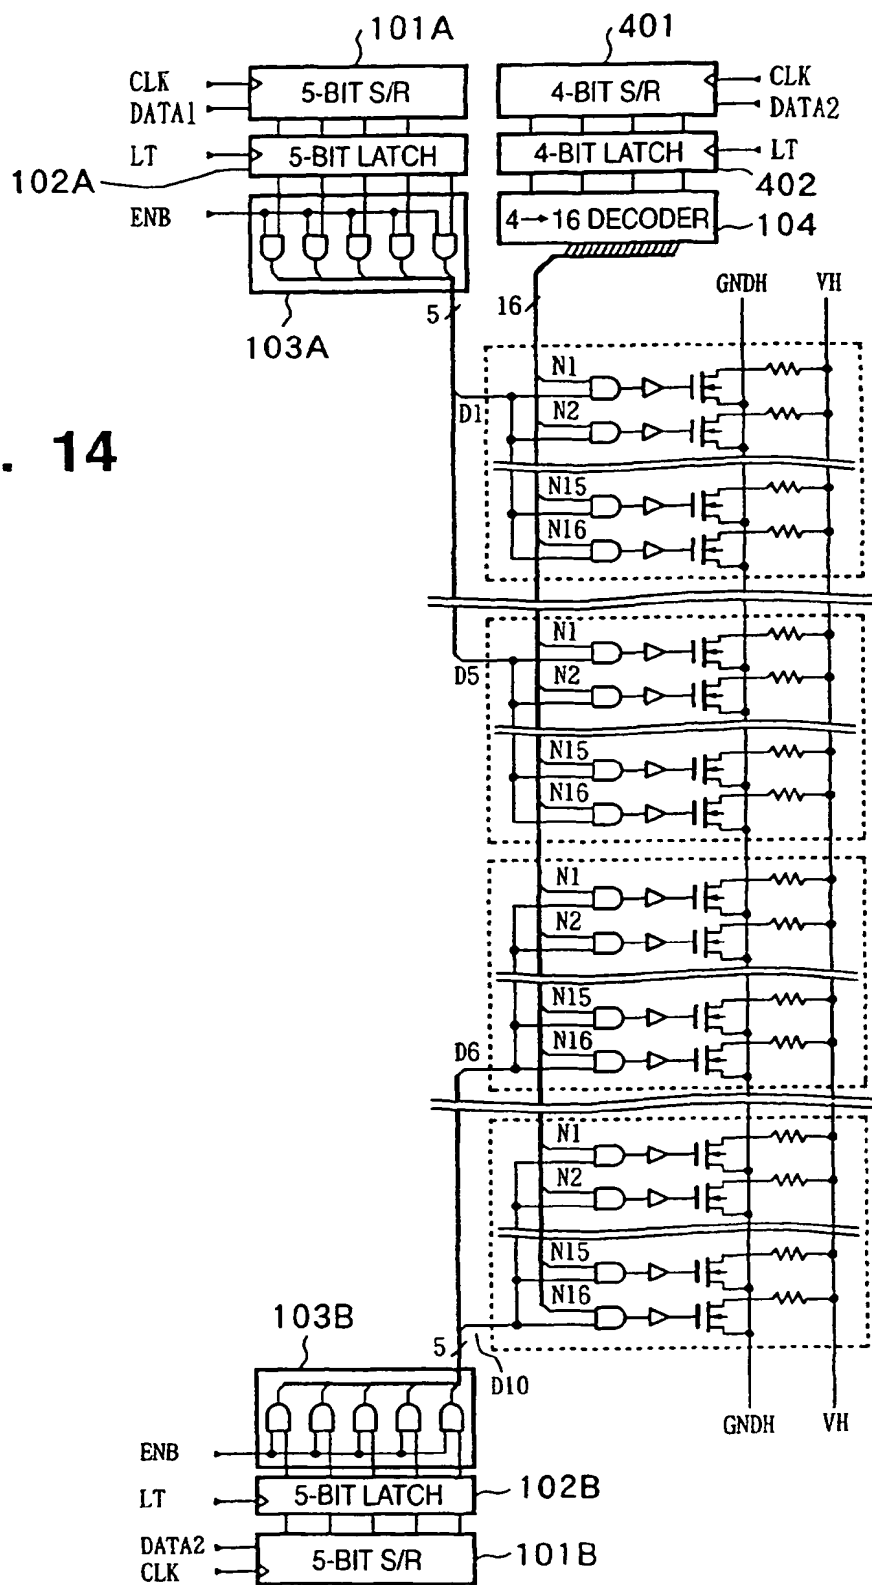 101A
401
CLK
DATA1
5-BIT S/R
4-BIT S/R
CLK
DATA2
LT
5-BIT LATCH
4-BIT LATCH
LT
102A
402
ENB
4→16 DECODER
104
103A
5
16
GNDH
VH
D1
N1
N2
N15
N16
. 14
D5
N1
N2
N15
N16
N1
N2
N15
N16
D6
N1
N2
N15
N16
103B
5
D10
GNDH
VH
ENB
LT
5-BIT LATCH
102B
DATA2
CLK
5-BIT S/R
101B